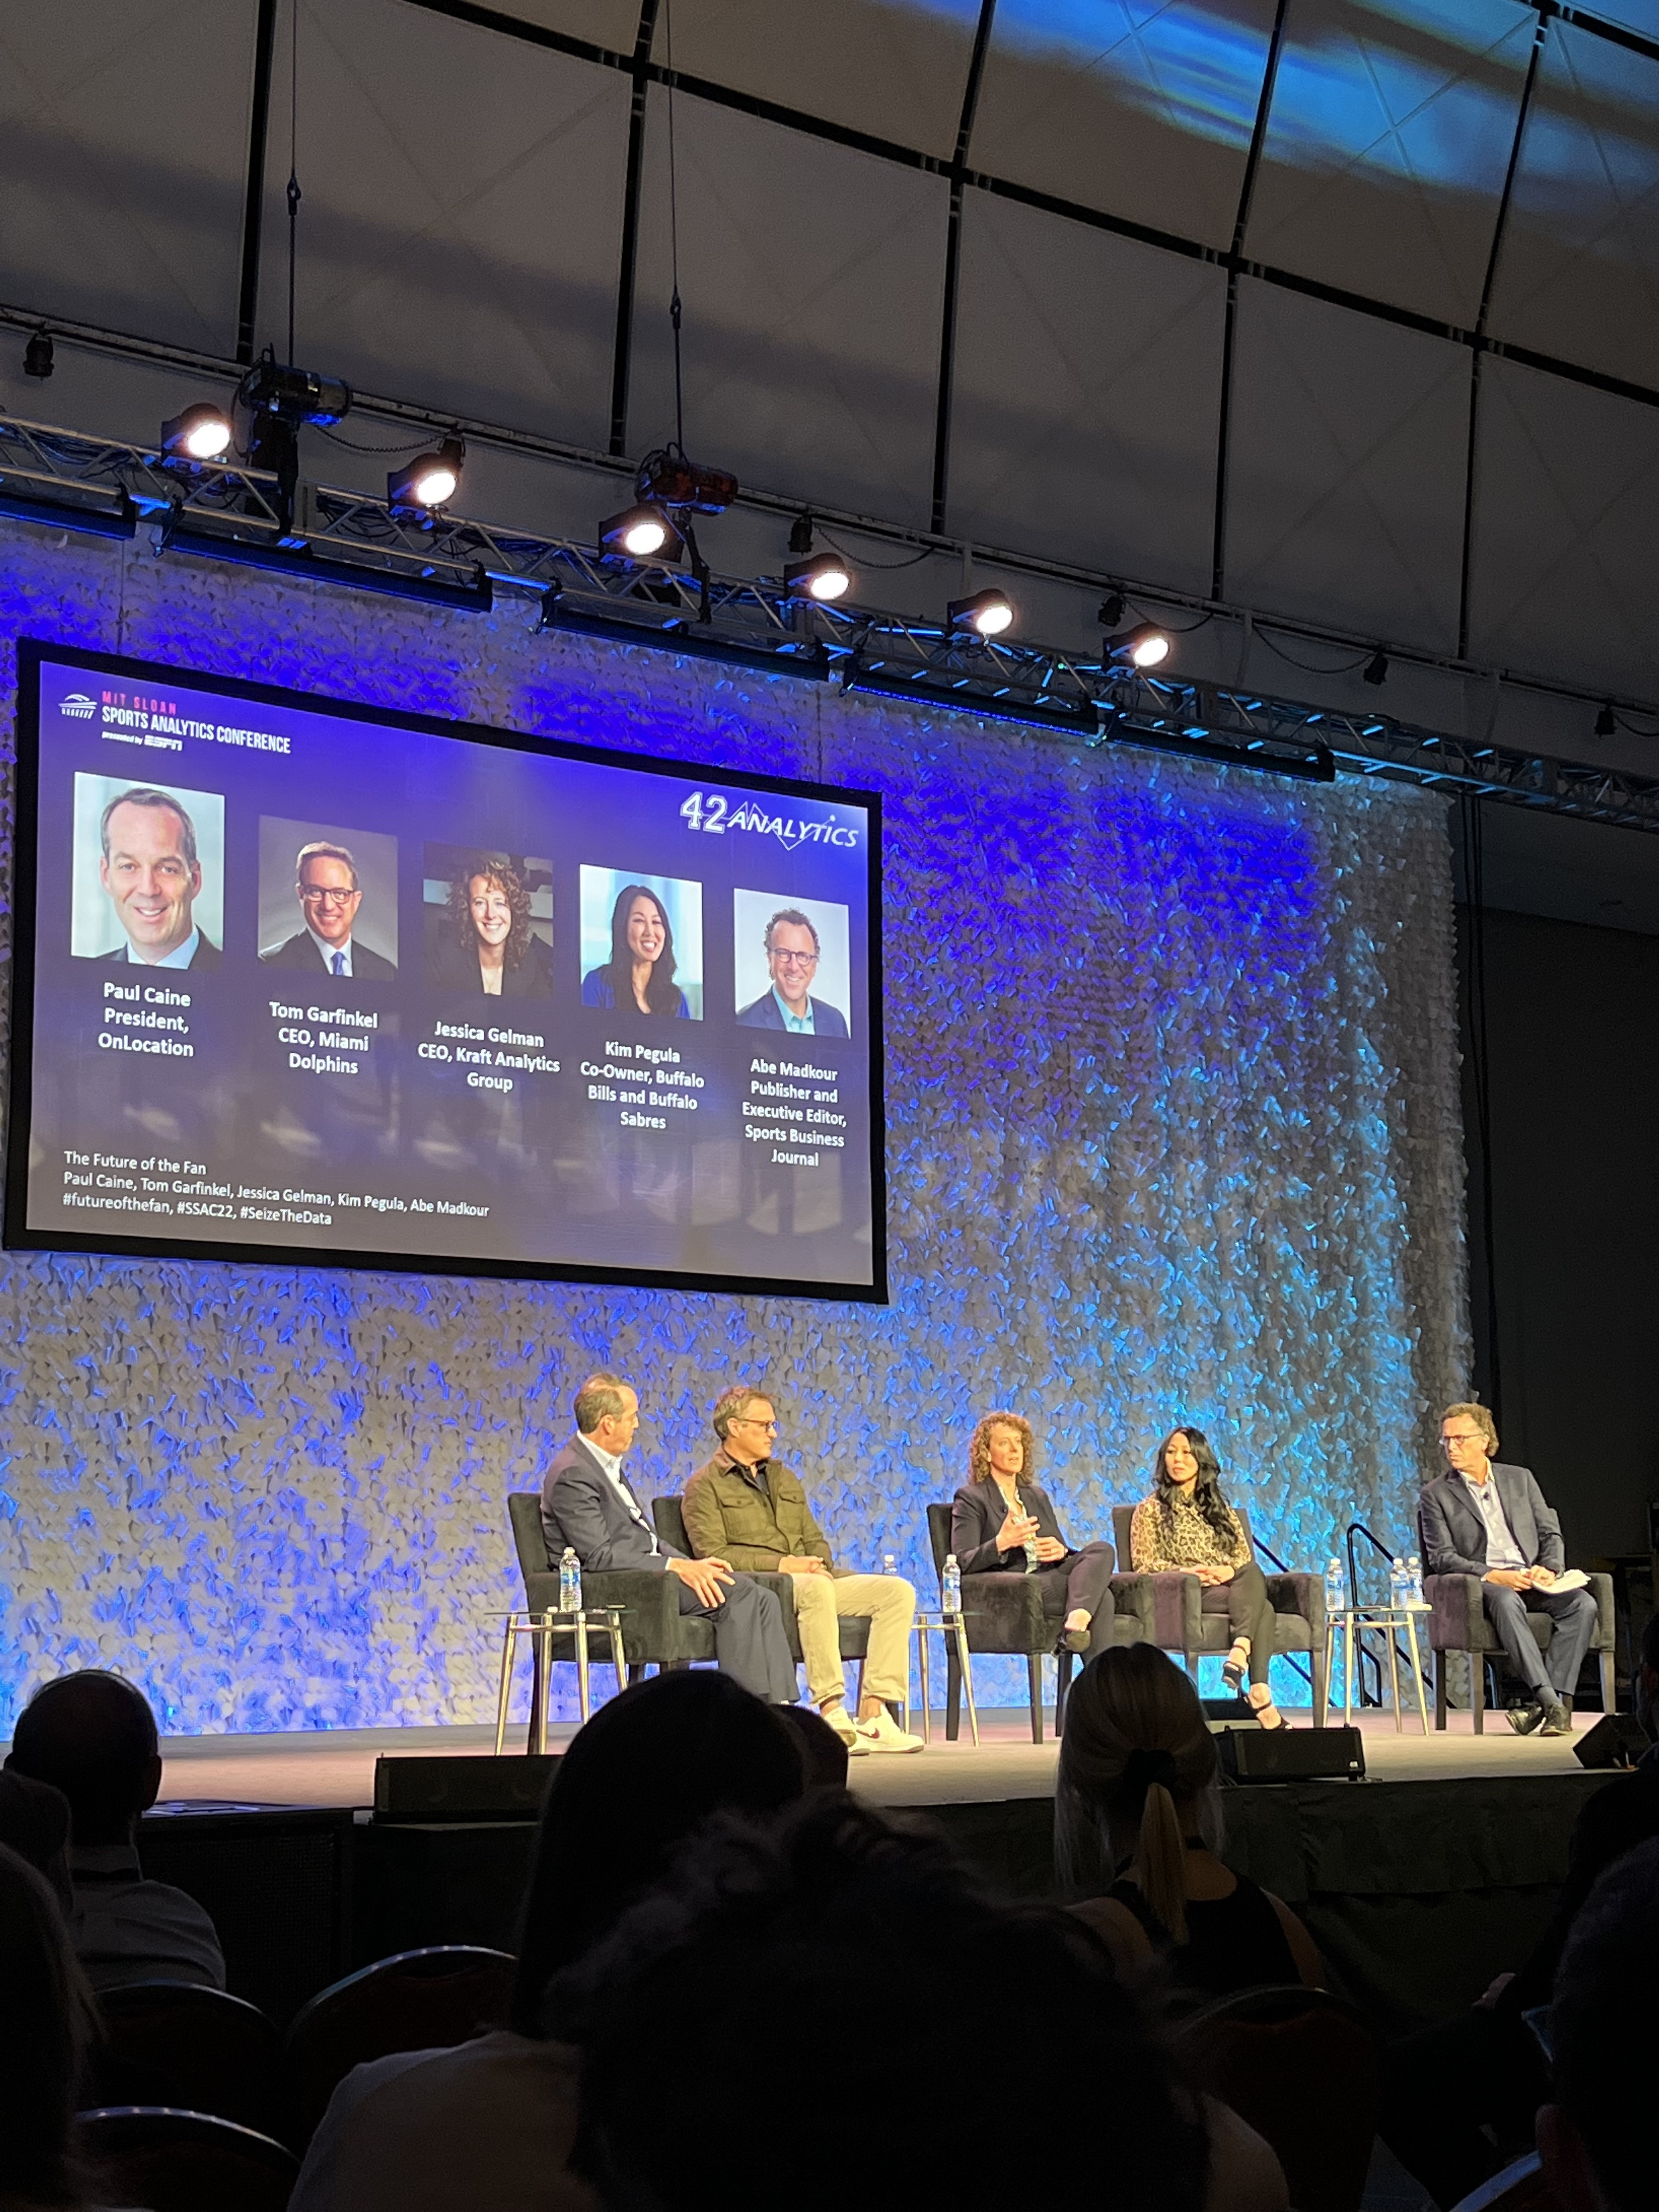 MIT SLOAN
SPORTS ANALYTICS CONFERENCE
presented by ESPN
42 ANALYTICS
Paul Caine
President,
OnLocation
Tom Garfinkel
CEO, Miami
Dolphins
Jessica Gelman
CEO, Kraft Analytics
Group
Kim Pegula
Co-Owner, Buffalo
Bills and Buffalo
Sabres
Abe Madkour
Publisher and
Executive Editor,
Sports Business
Journal
The Future of the Fan
Paul Caine, Tom Garfinkel, Jessica Gelman, Kim Pegula, Abe Madkour
#futureofthefan, #SSAC22, #SeizeTheData